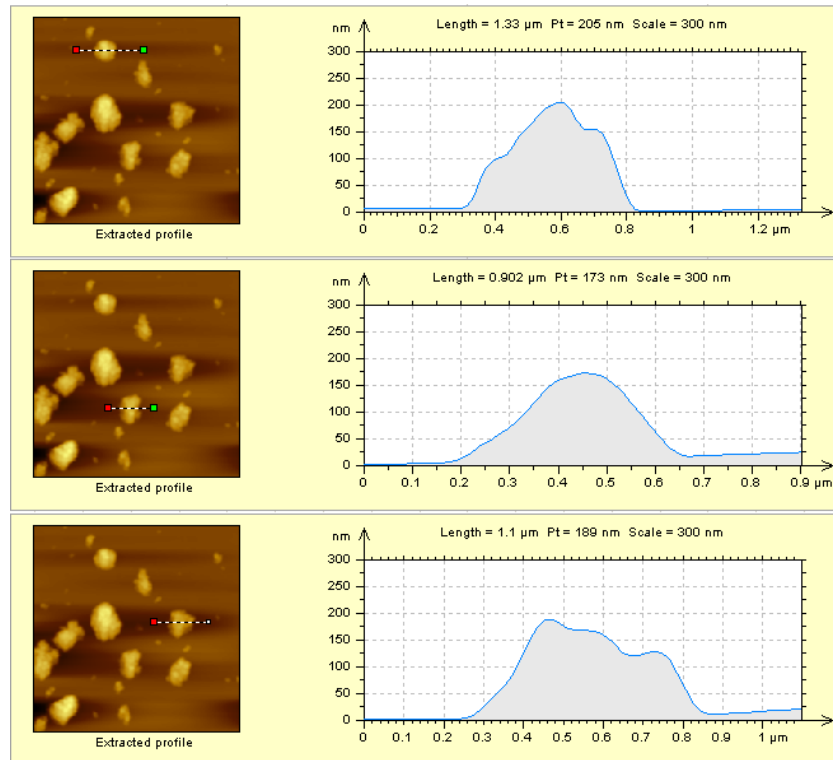 Length = 1.33 µm  Pt = 205 nm  Scale = 300 nm
nm
300
250
200
150
100
50
0
0 0.2 0.4 0.6 0.8 1 1.2 µm
Extracted profile
Length = 0.902 µm  Pt = 173 nm  Scale = 300 nm
nm
300
250
200
150
100
50
0
0 0.1 0.2 0.3 0.4 0.5 0.6 0.7 0.8 0.9 µm
Extracted profile
Length = 1.1 µm  Pt = 189 nm  Scale = 300 nm
nm
300
250
200
150
100
50
0
0 0.1 0.2 0.3 0.4 0.5 0.6 0.7 0.8 0.9 1 µm
Extracted profile